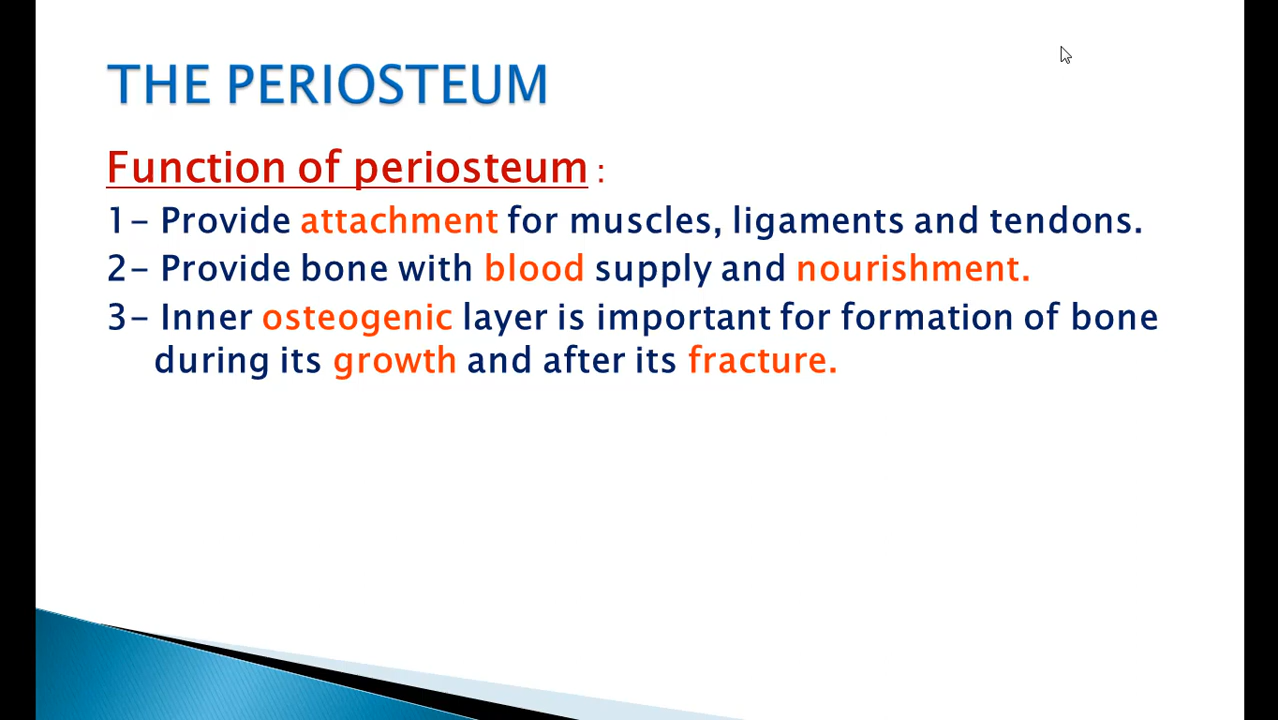 THE PERIOSTEUM
Function of periosteum :
1- Provide attachment for muscles, ligaments and tendons.
2- Provide bone with blood supply and nourishment.
3- Inner osteogenic layer is important for formation of bone
during its growth and after its fracture.